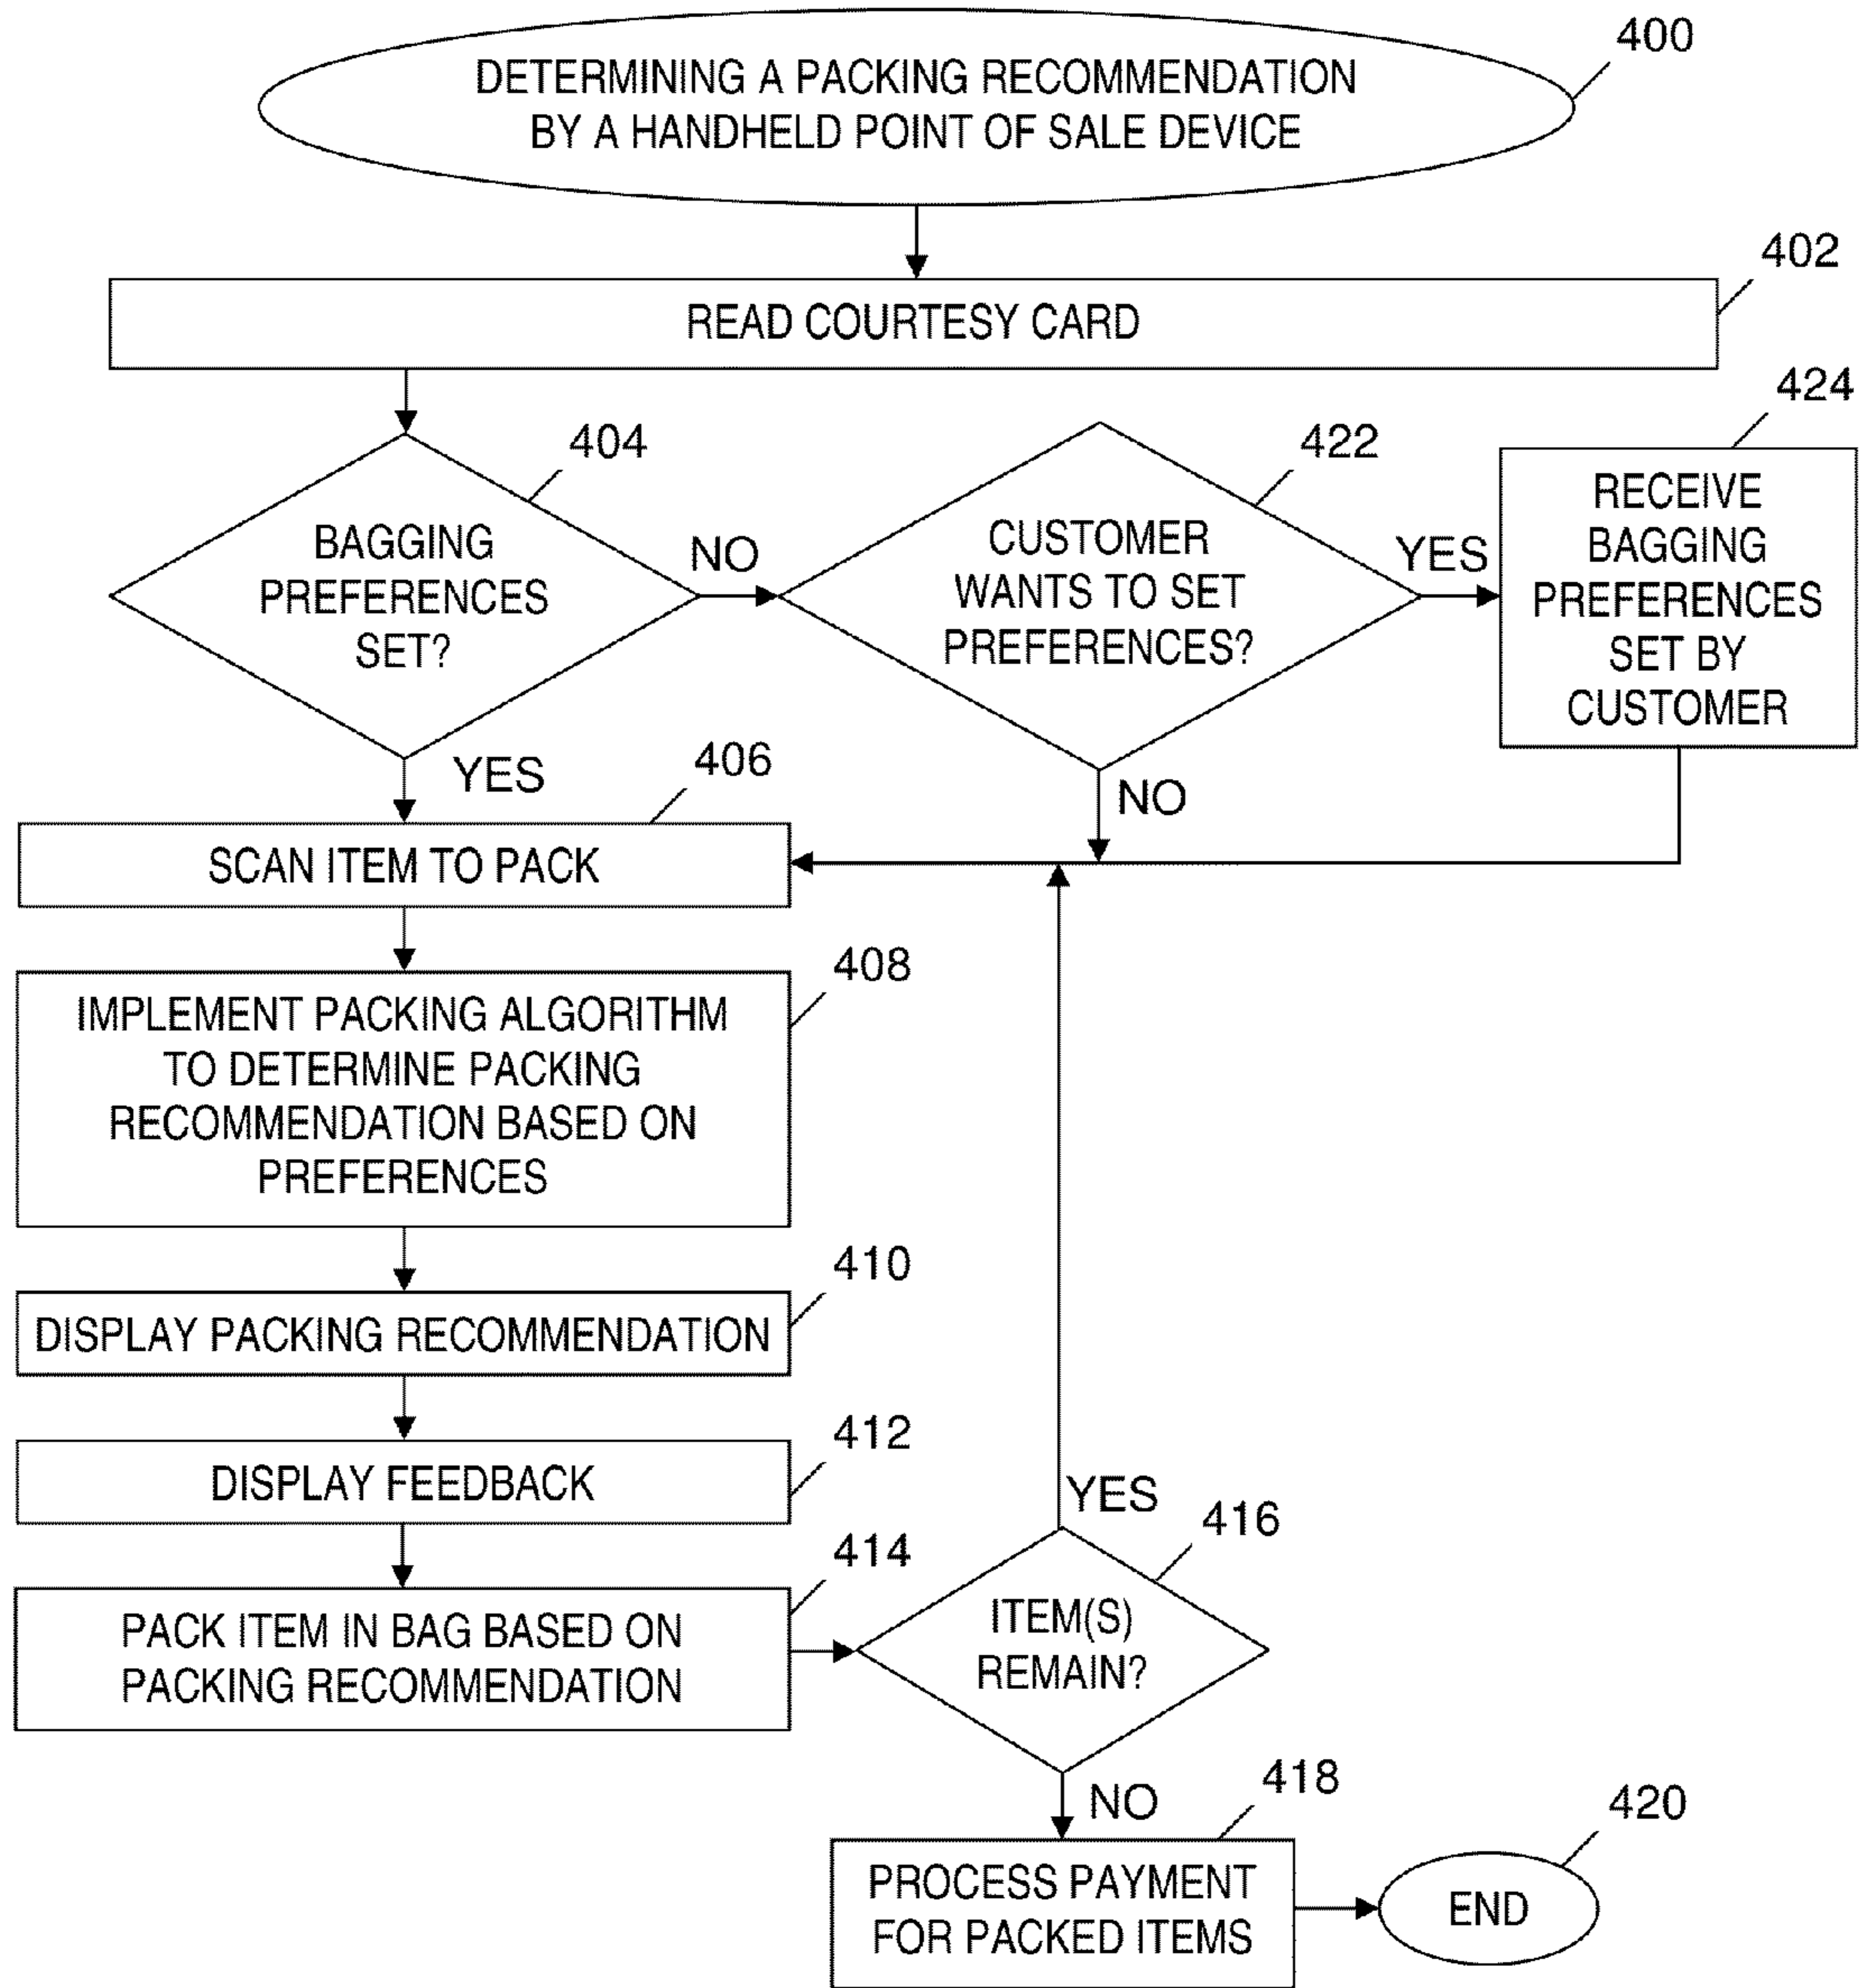 400
DETERMINING A PACKING RECOMMENDATION
BY A HANDHELD POINT OF SALE DEVICE
402
READ COURTESY CARD
404
BAGGING
PREFERENCES
SET?
NO
YES
422
CUSTOMER
WANTS TO SET
PREFERENCES?
YES
NO
424
RECEIVE
BAGGING
PREFERENCES
SET BY
CUSTOMER
406
SCAN ITEM TO PACK
408
IMPLEMENT PACKING ALGORITHM
TO DETERMINE PACKING
RECOMMENDATION BASED ON
PREFERENCES
410
DISPLAY PACKING RECOMMENDATION
412
DISPLAY FEEDBACK
414
PACK ITEM IN BAG BASED ON
PACKING RECOMMENDATION
YES
416
ITEM(S)
REMAIN?
NO
418
PROCESS PAYMENT
FOR PACKED ITEMS
420
END